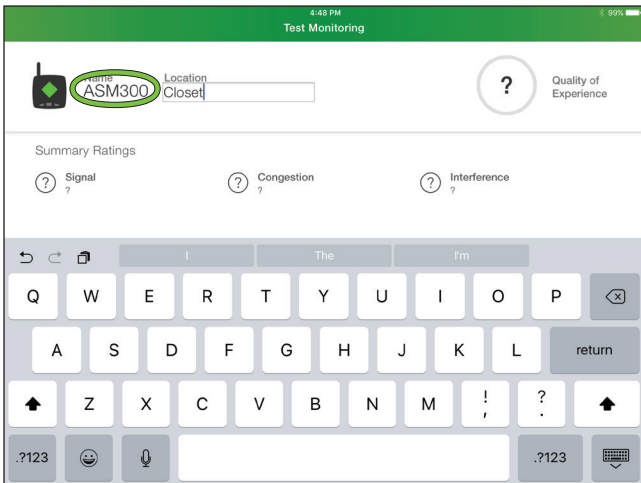 4:48 PM
99%
Test Monitoring
Name
Location
ASM300
Closet
?
Quality of
Experience
Summary Ratings
? Signal
?
? Congestion
?
? Interference
?
I The I'm
Q W E R T Y U I O P
A S D F G H J K L return
Z X C V B N M ! , ? .
.?123 .?123